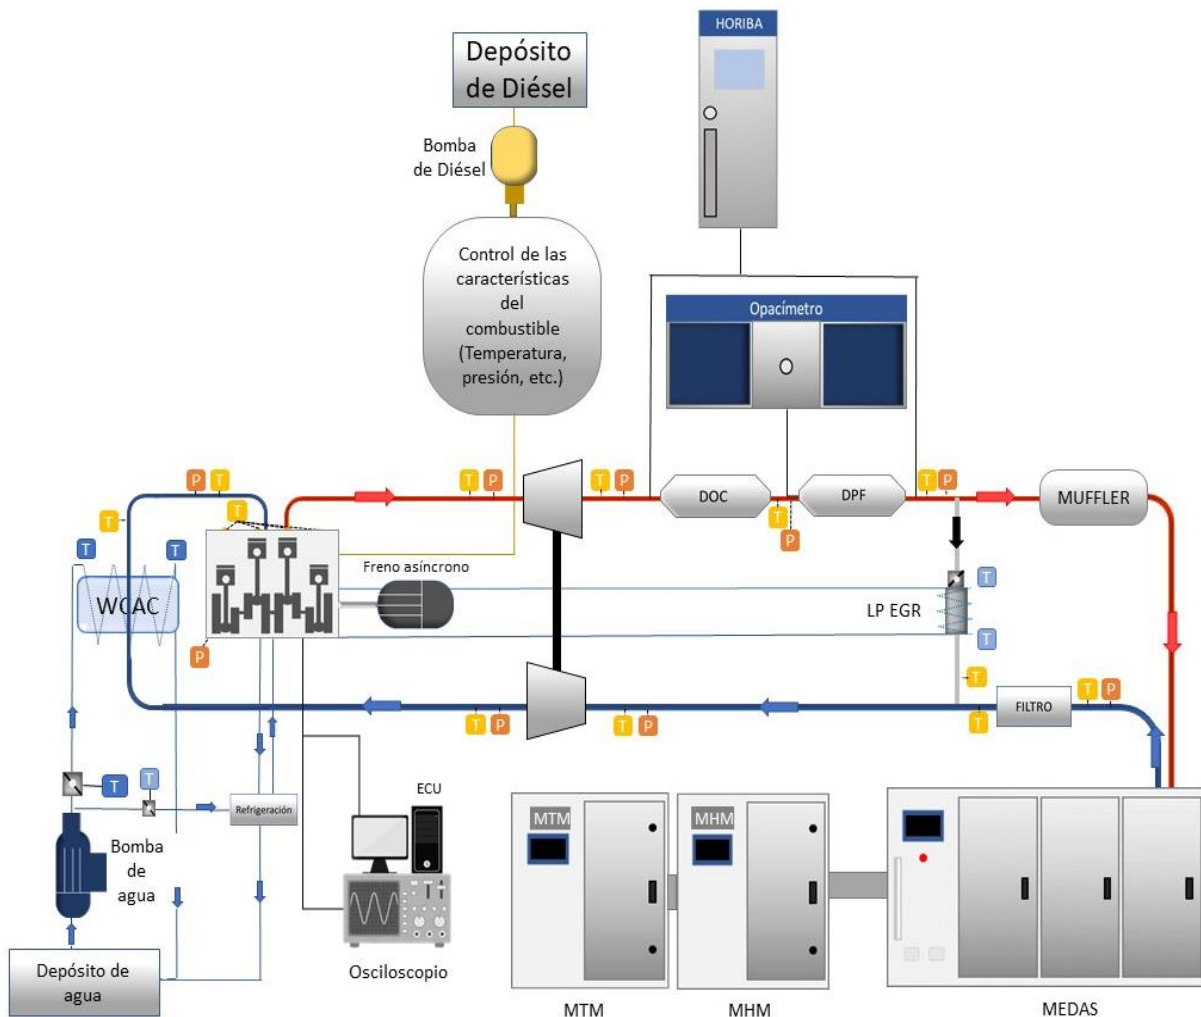 HORIBA
Depósito
de Diésel
Bomba
de Diésel
Control de las
características
del
combustible
(Temperatura,
presión, etc.)
Opacímetro
P T
T P
T P
DOC
DPF
T P
MUFFLER
T
T
T
P
T
T
Freno asíncrono
WCAC
T
LP EGR
T
P
T
T P
FILTRO
T P
T P
T
T
T
Refrigeración
ECU
MTM
MHM
Bomba
de
agua
Osciloscopio
Depósito de
agua
MTM
MHM
MEDAS